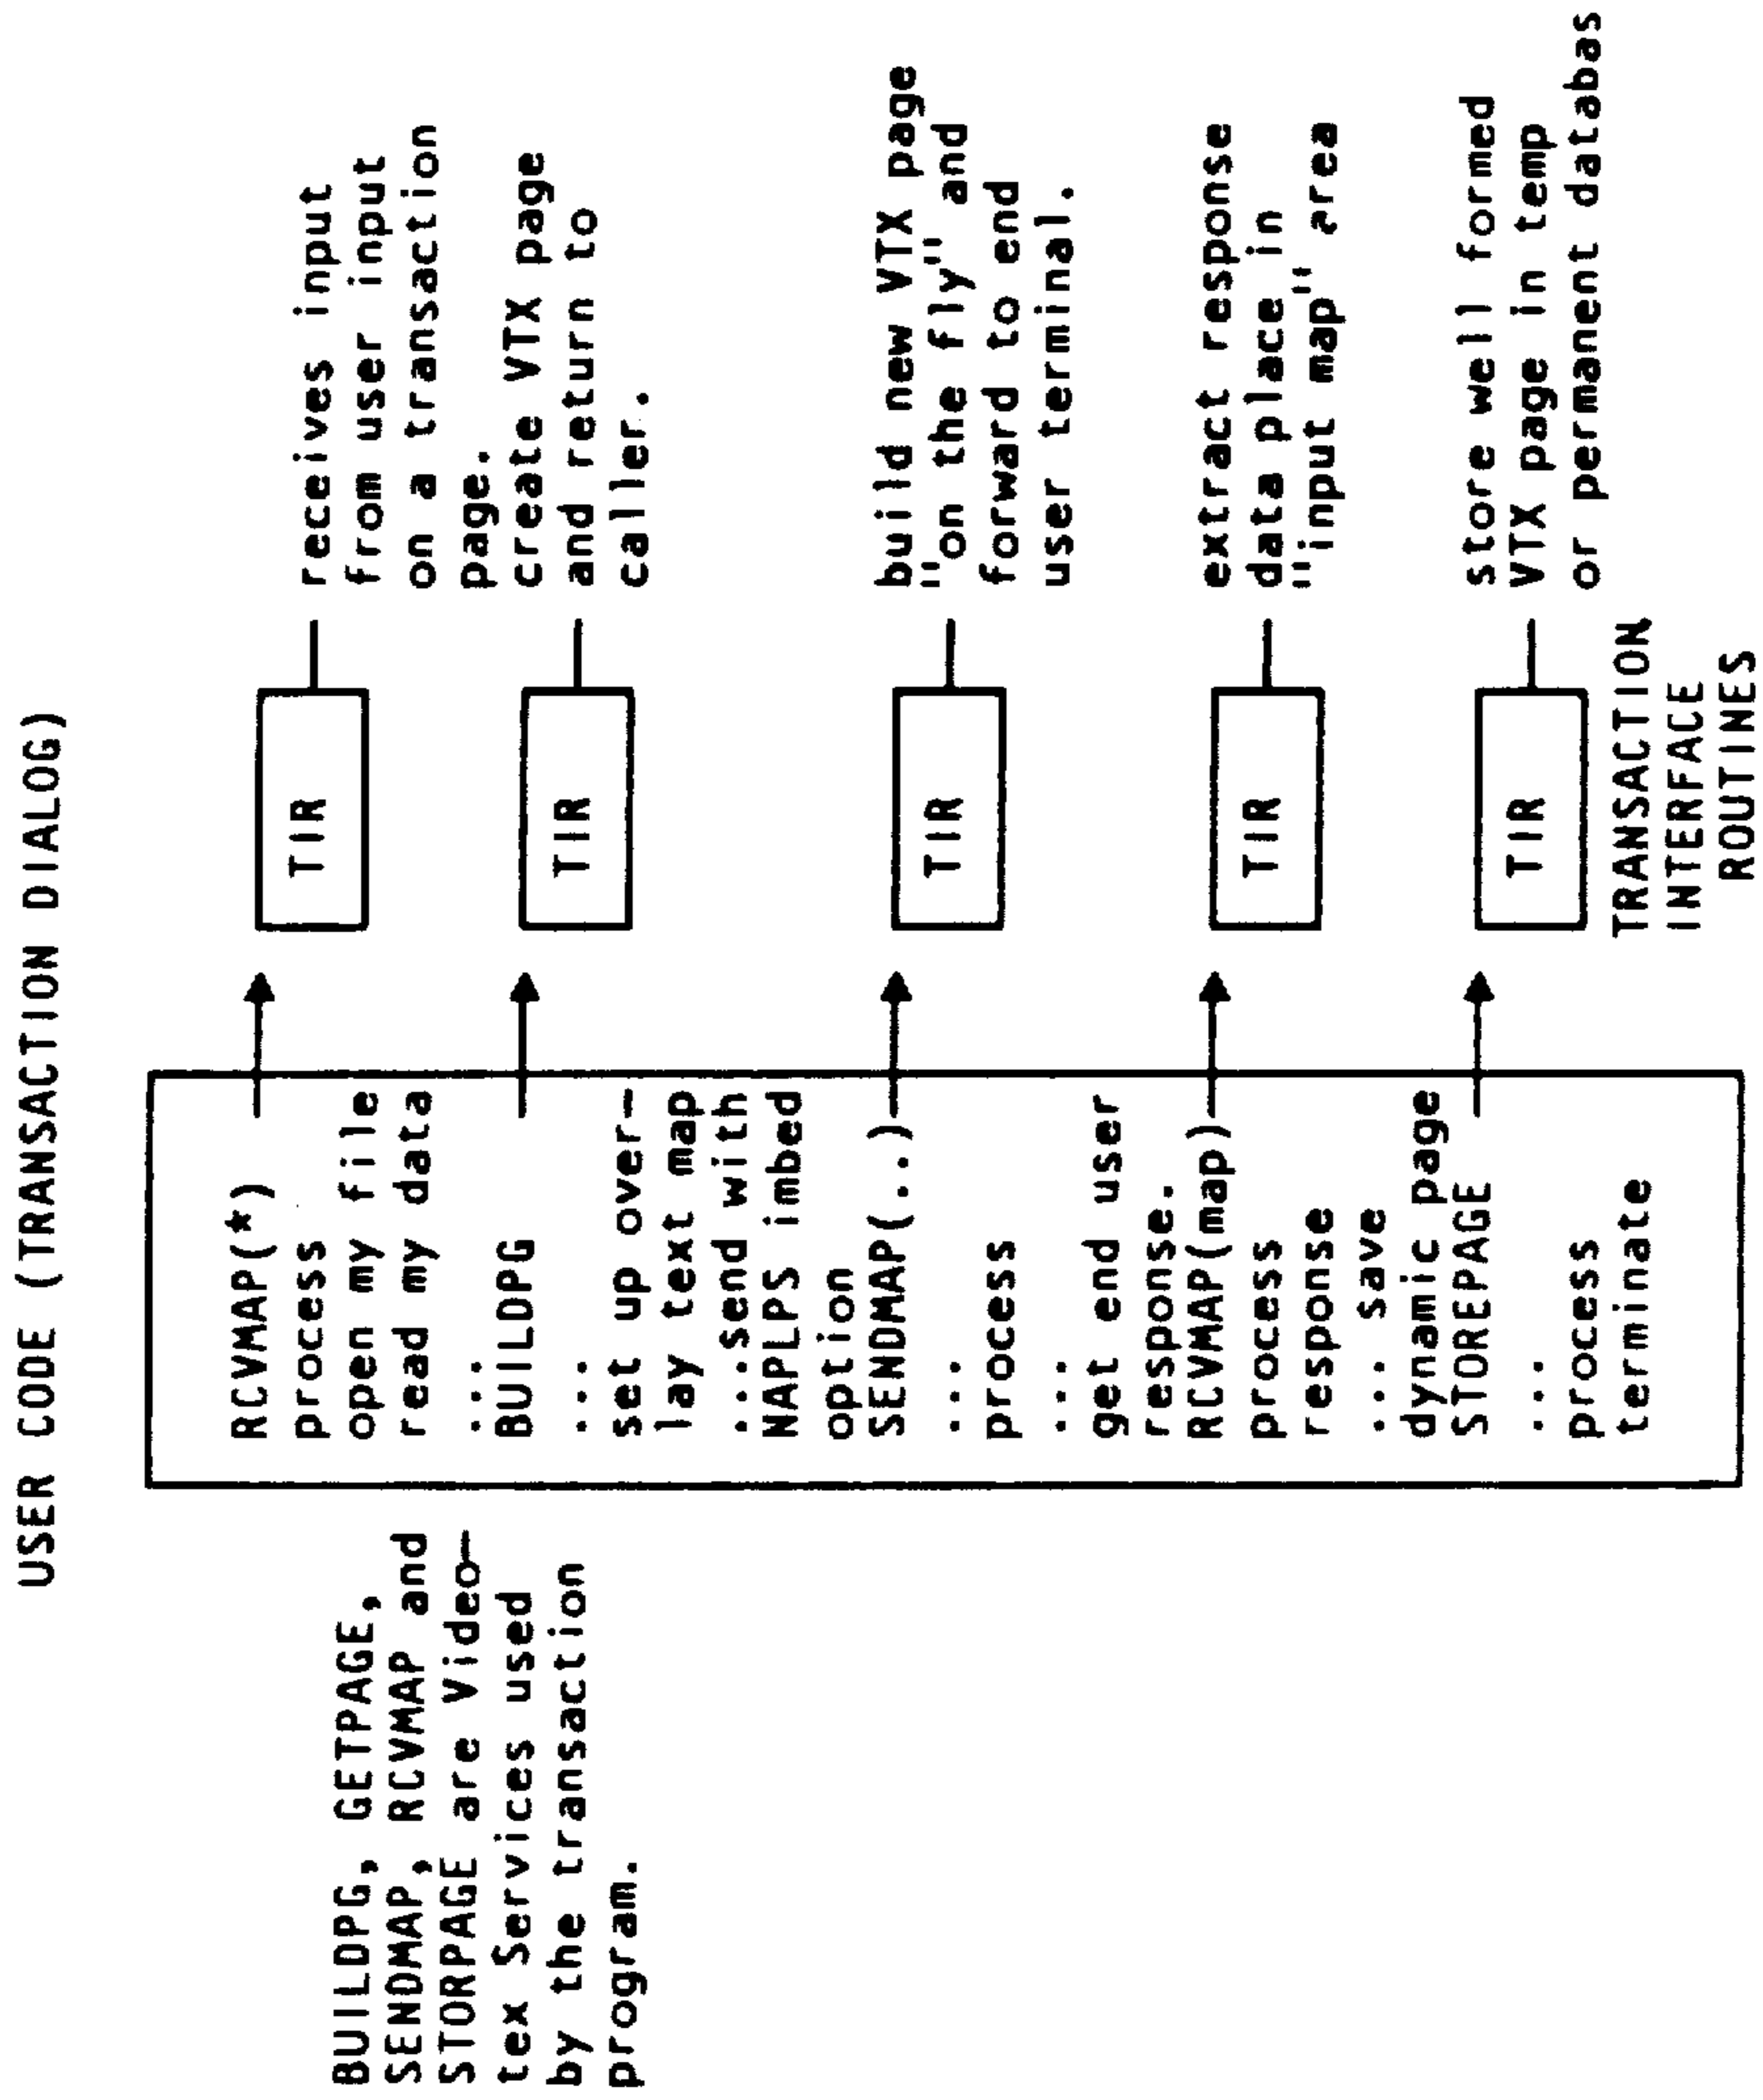 USER CODE (TRANSACTION DIALOG)
BUILDPG, GETPAGE,
SENDMAP, RCVMAP and
STORPAGE are Video-
tex Services used
by the transaction
program.
RCVMAP(*)
process
open my file
read my data
...
BUILDPG
...
set up over-
lay text map
...send with
NAPLPS imbed
option
SENDMAP(..)
...
process
...
get end user
response.
RCVMAP(map)
process
response
... save
dynamic page
STOREPAGE
...
process
terminate
TIR
TIR
TIR
TIR
TIR
TRANSACTION
INTERFACE
ROUTINES
receives input
from user input
on a transaction
page.
create VTX page
and return to
caller.
build new VTX page
"on the fly" and
forward to end
user terminal.
extract response
data place in
"input map" area
store well formed
VTX page in temp
or permanent databas